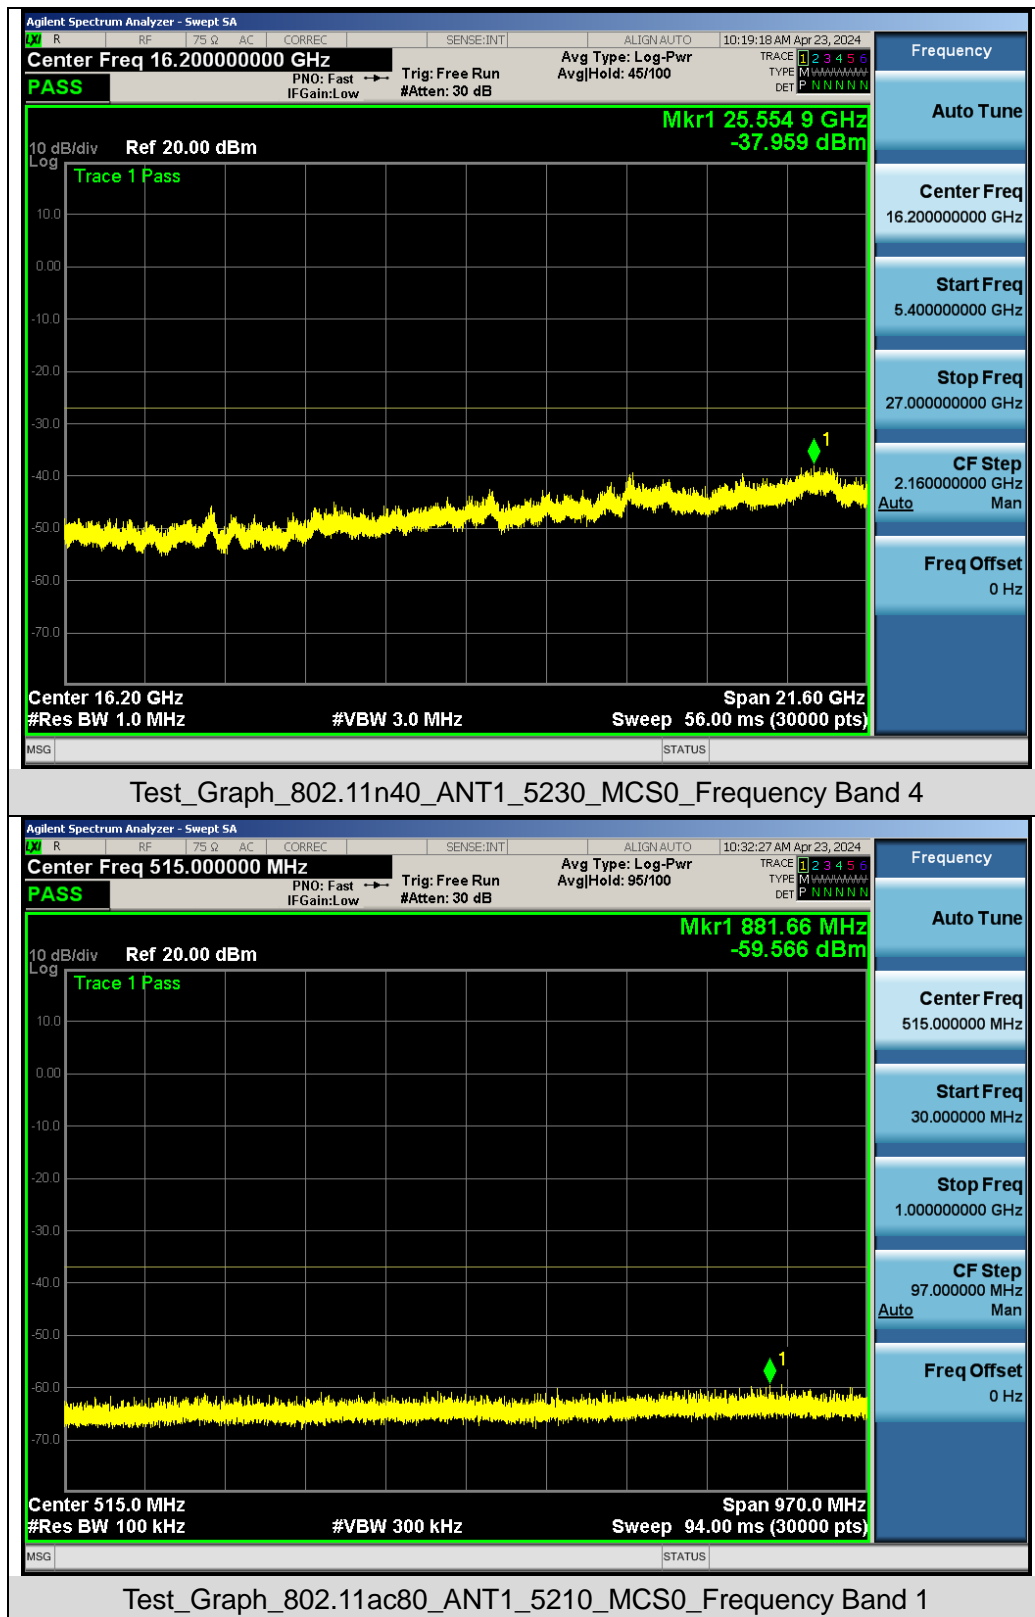 Agilent Spectrum Analyzer - Swept SA
LXI R RF 75 Ω AC CORREC SENSE:INT ALIGN AUTO 10:19:18 AM Apr 23, 2024
Center Freq 16.200000000 GHz
PNO: Fast
IFGain:Low
Trig: Free Run
#Atten: 30 dB
Avg Type: Log-Pwr
Avg|Hold: 45/100
TRACE 1 2 3 4 5 6
TYPE M WWWWW
DET P N N N N N
PASS
Mkr1 25.554 9 GHz
-37.959 dBm
10 dB/div Ref 20.00 dBm
Log
Trace 1 Pass
10.0
0.00
-10.0
-20.0
-30.0
-40.0
-50.0
-60.0
-70.0
1
Center 16.20 GHz Span 21.60 GHz
#Res BW 1.0 MHz #VBW 3.0 MHz Sweep 56.00 ms (30000 pts)
MSG STATUS
Frequency
Auto Tune
Center Freq
16.200000000 GHz
Start Freq
5.400000000 GHz
Stop Freq
27.000000000 GHz
CF Step
2.160000000 GHz
Auto Man
Freq Offset
0 Hz
Test_Graph_802.11n40_ANT1_5230_MCS0_Frequency Band 4
Agilent Spectrum Analyzer - Swept SA
LXI R RF 75 Ω AC CORREC SENSE:INT ALIGN AUTO 10:32:27 AM Apr 23, 2024
Center Freq 515.000000 MHz
PNO: Fast
IFGain:Low
Trig: Free Run
#Atten: 30 dB
Avg Type: Log-Pwr
Avg|Hold: 95/100
TRACE 1 2 3 4 5 6
TYPE M WWWWW
DET P N N N N N
PASS
Mkr1 881.66 MHz
-59.566 dBm
10 dB/div Ref 20.00 dBm
Log
Trace 1 Pass
10.0
0.00
-10.0
-20.0
-30.0
-40.0
-50.0
-60.0
-70.0
1
Center 515.0 MHz Span 970.0 MHz
#Res BW 100 kHz #VBW 300 kHz Sweep 94.00 ms (30000 pts)
MSG STATUS
Frequency
Auto Tune
Center Freq
515.000000 MHz
Start Freq
30.000000 MHz
Stop Freq
1.000000000 GHz
CF Step
97.000000 MHz
Auto Man
Freq Offset
0 Hz
Test_Graph_802.11ac80_ANT1_5210_MCS0_Frequency Band 1